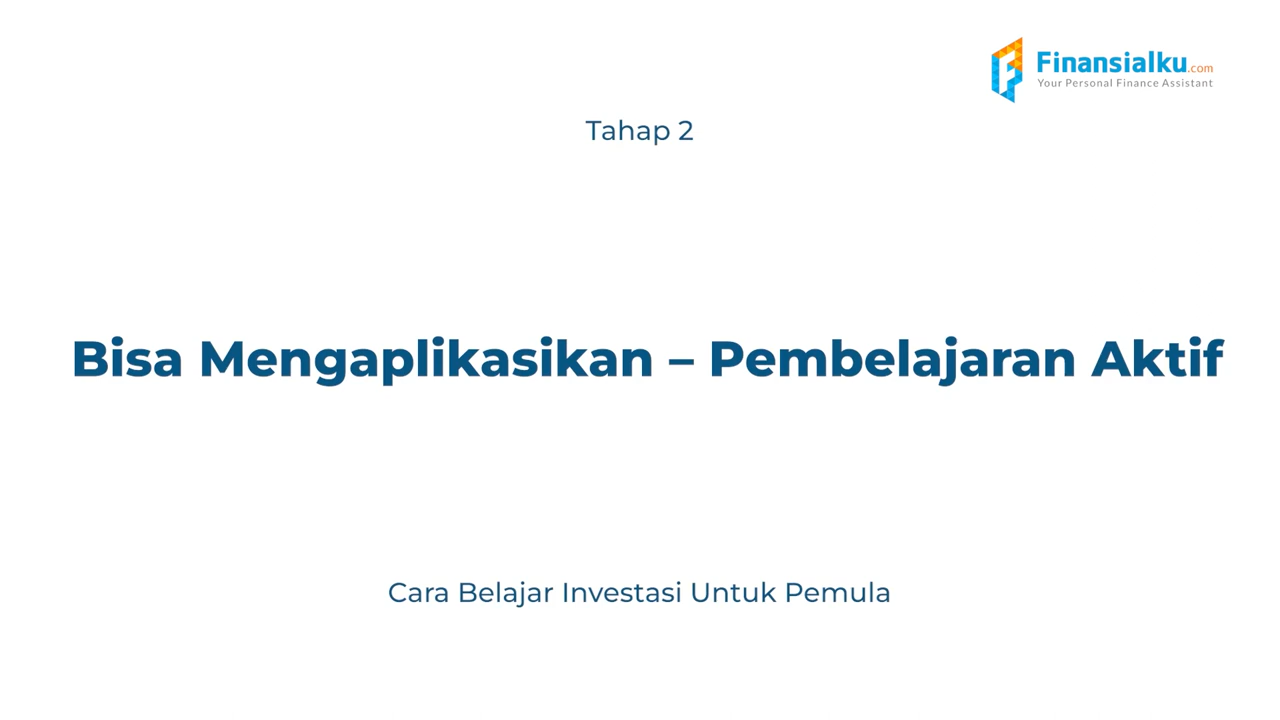 Finansialku.com
Your Personal Finance Assistant
Tahap 2
Bisa Mengaplikasikan – Pembelajaran Aktif
Cara Belajar Investasi Untuk Pemula